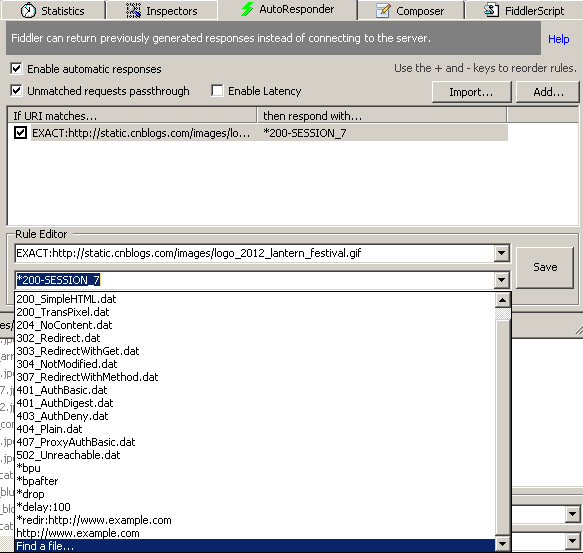 Statistics Inspectors AutoResponder Composer FiddlerScript
Fiddler can return previously generated responses instead of connecting to the server. Help
Enable automatic responses Use the + and - keys to reorder rules.
Unmatched requests passthrough Enable Latency Import... Add...
If URI matches... then respond with...
EXACT:http://static.cnblogs.com/images/lo... *200-SESSION_7
Rule Editor
EXACT:http://static.cnblogs.com/images/logo_2012_lantern_festival.gif
Save
*200-SESSION_7
200_SimpleHTML.dat
200_TransPixel.dat
204_NoContent.dat
302_Redirect.dat
303_RedirectWithGet.dat
304_NotModified.dat
307_RedirectWithMethod.dat
401_AuthBasic.dat
401_AuthDigest.dat
403_AuthDeny.dat
404_Plain.dat
407_ProxyAuthBasic.dat
502_Unreachable.dat
*bpu
*bpafter
*drop
*delay:100
*redir:http://www.example.com
http://www.example.com
Find a file...